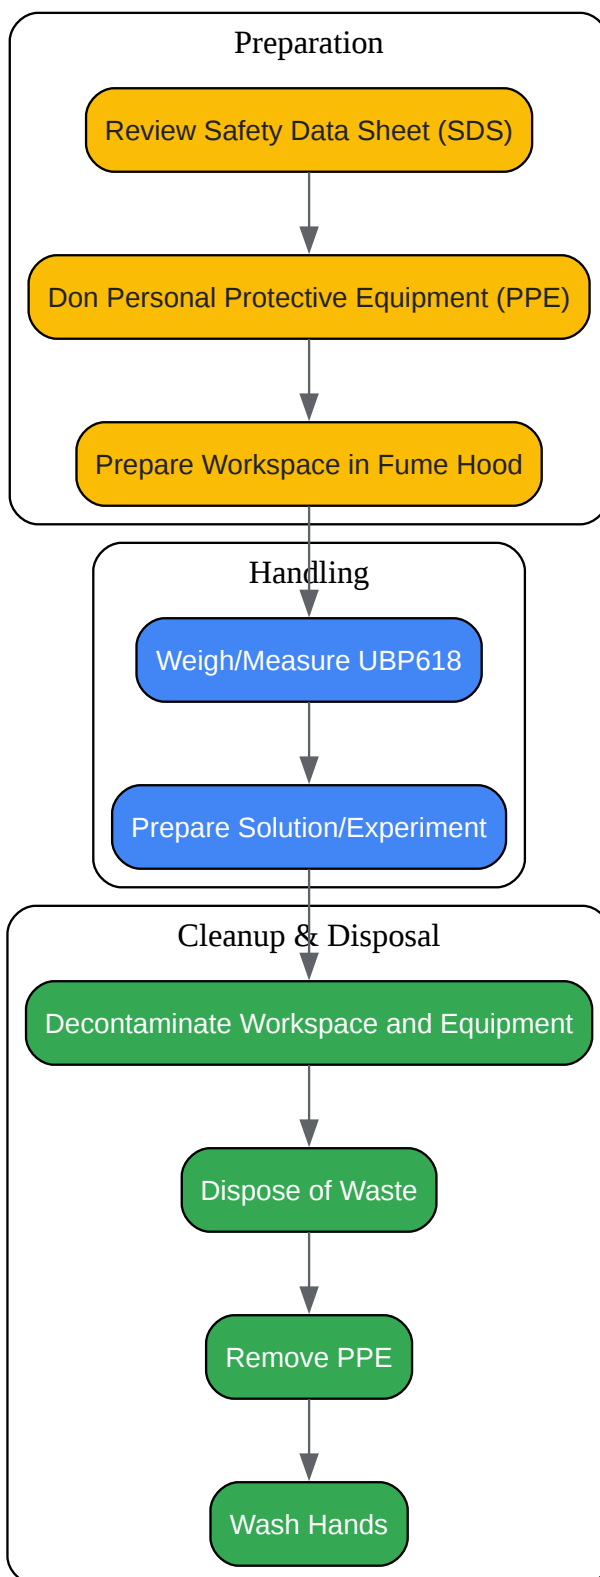 Preparation
Review Safety Data Sheet (SDS)
Don Personal Protective Equipment (PPE)
Prepare Workspace in Fume Hood
Handling
Weigh/Measure UBP618
Prepare Solution/Experiment
Cleanup & Disposal
Decontaminate Workspace and Equipment
Dispose of Waste
Remove PPE
Wash Hands